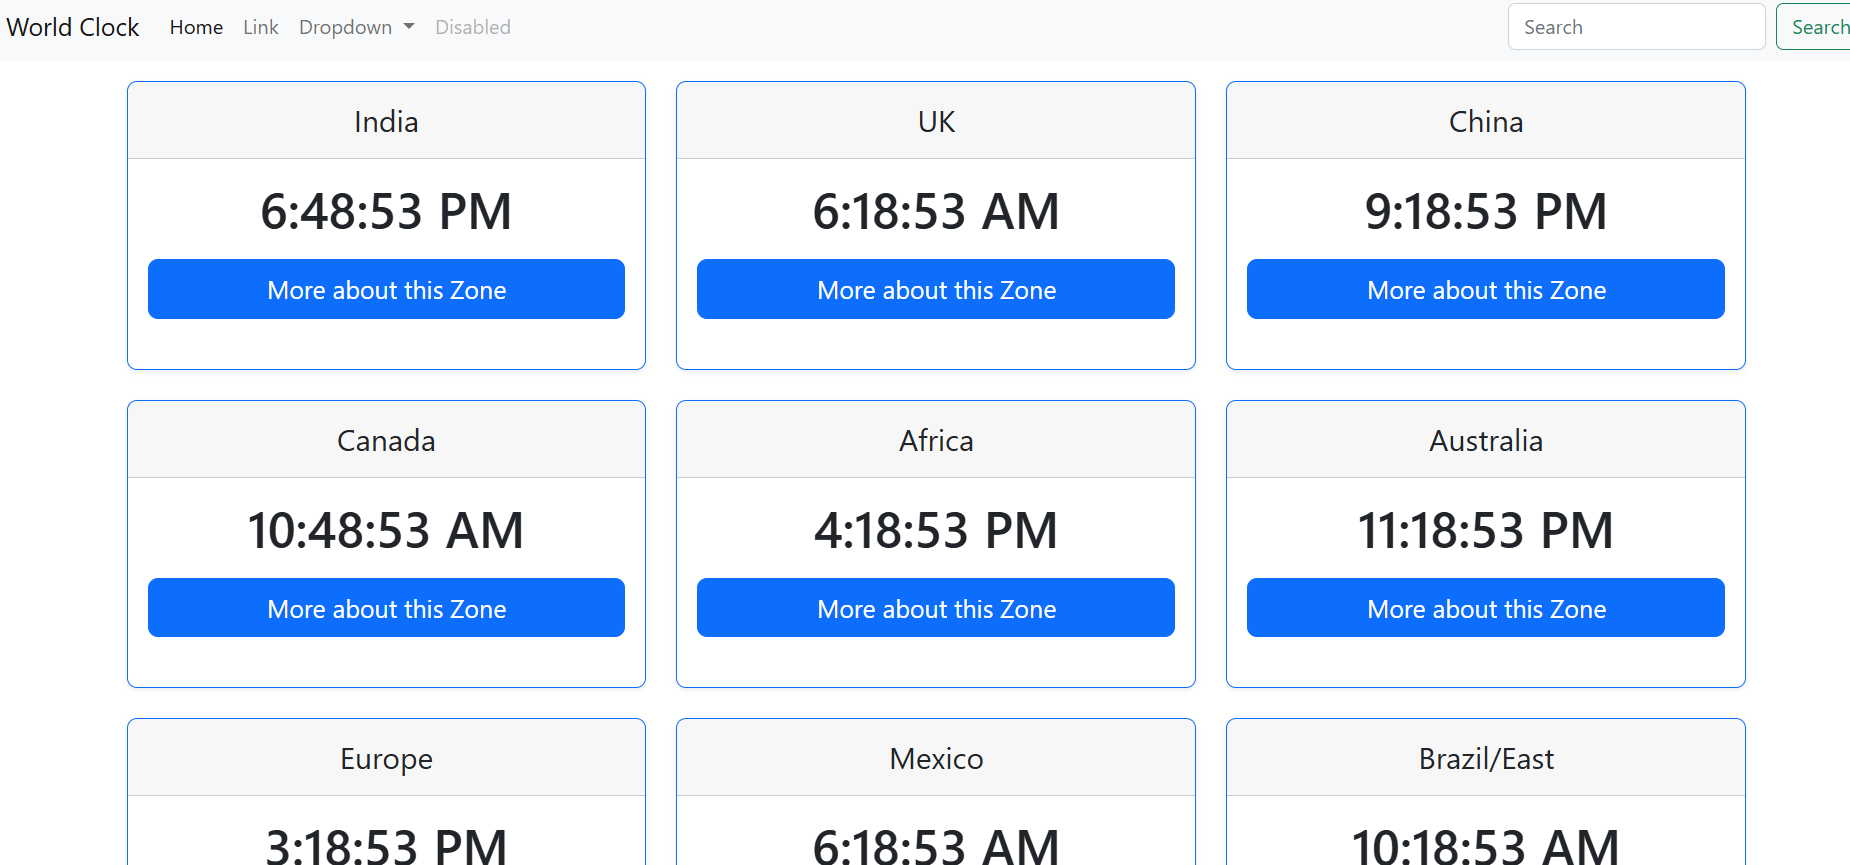 World Clock Home Link Dropdown Disabled Search Search
India UK China
6:48:53 PM 6:18:53 AM 9:18:53 PM
More about this Zone More about this Zone More about this Zone
Canada Africa Australia
10:48:53 AM 4:18:53 PM 11:18:53 PM
More about this Zone More about this Zone More about this Zone
Europe Mexico Brazil/East
3:18:53 PM 6:18:53 AM 10:18:53 AM